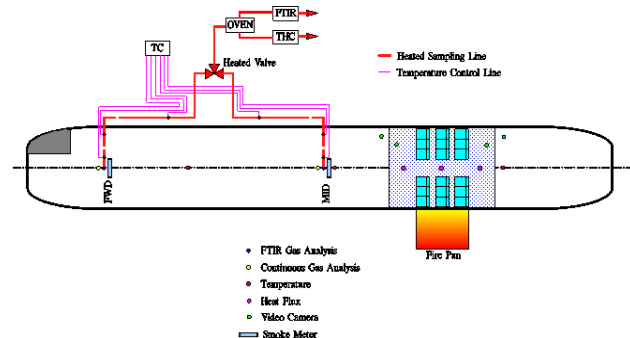 FTIR
OVEN
TC
THC
Heated Valve
Heated Sampling Line
Temperature Control Line
FWD
MID
Fire Pan
FTIR Gas Analysis
Continuous Gas Analysis
Temperature
Heat Flux
Video Camera
Smoke Meter